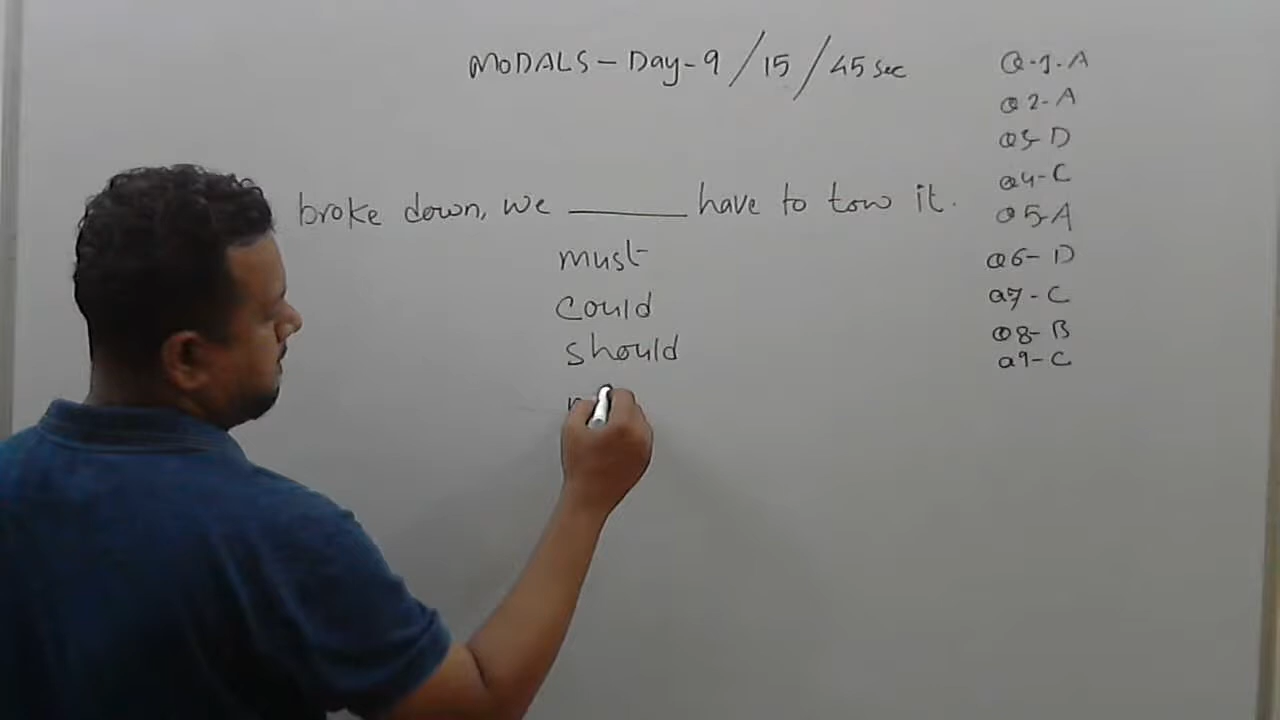 MODALS - Day - 9 / 15 / 45 sec
broke down, we ______ have to tow it.
must
could
should
Q-1-A
Q2-A
Q3-D
Q4-C
Q5-A
Q6-D
Q7-C
Q8-B
Q9-C